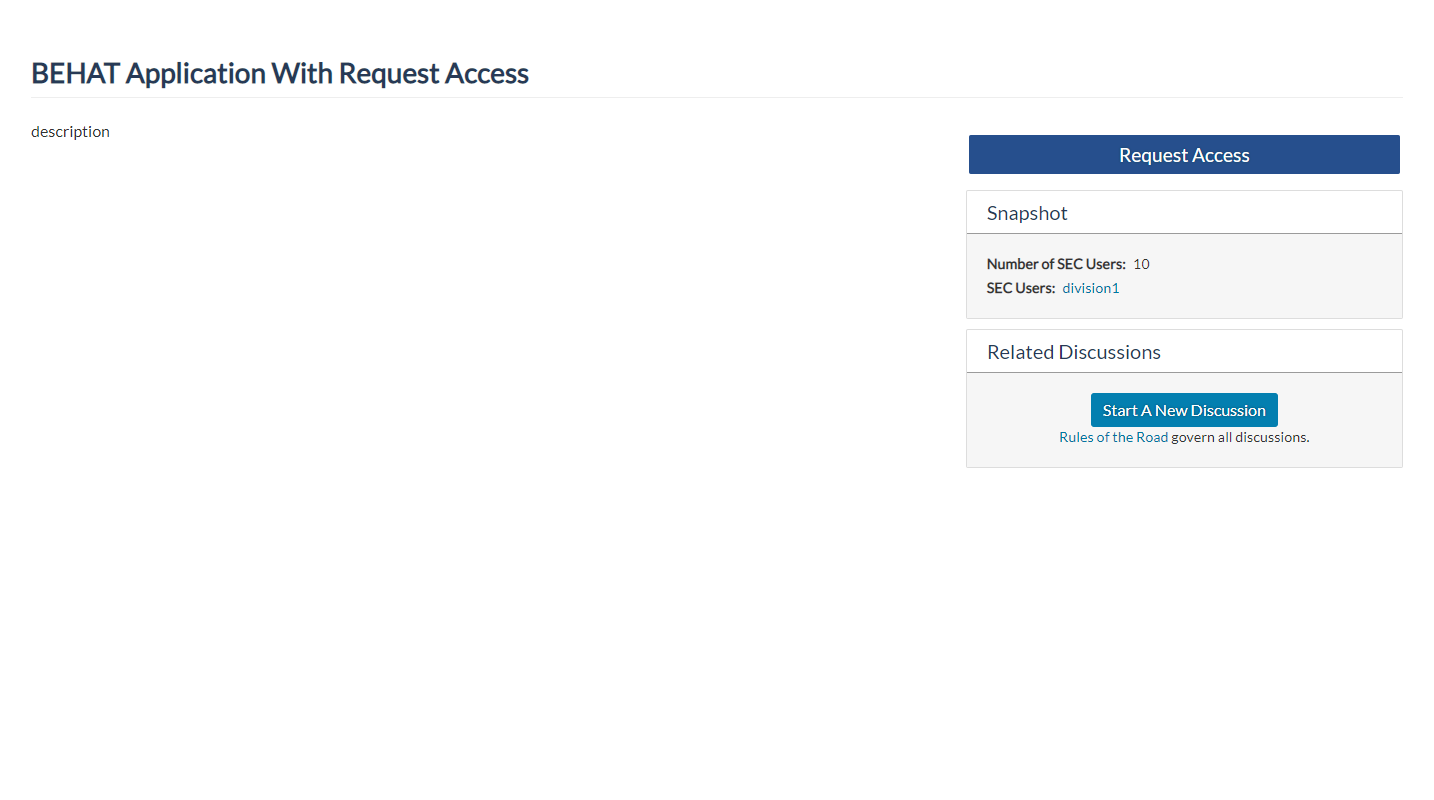 BEHAT Application With Request Access
description
Request Access
Snapshot
Number of SEC Users: 10
SEC Users: division1
Related Discussions
Start A New Discussion
Rules of the Road govern all discussions.